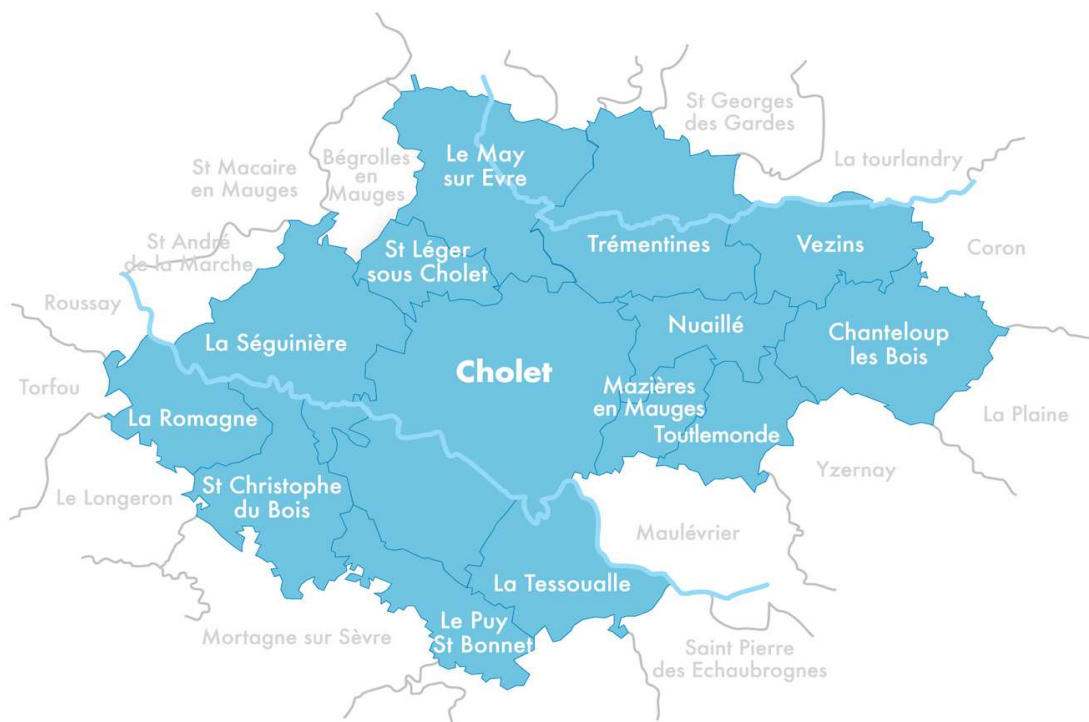 St Georges
des Gardes
Le May
sur Evre
Bégrolles
en
Mauges
St Macaire
en Mauges
La tourlandry
St André
de la Marche
St Léger
sous Cholet
Trémentines
Vezins
Coron
Roussay
La Séguinière
Nuaillé
Chanteloup
les Bois
Cholet
Torfou
Mazières
en Mauges
La Romagne
Toutlemonde
La Plaine
Yzernay
Le Longeron
St Christophe
du Bois
Maulévrier
La Tessoualle
Mortagne sur Sèvre
Le Puy
St Bonnet
Saint Pierre
des Echaubrognes